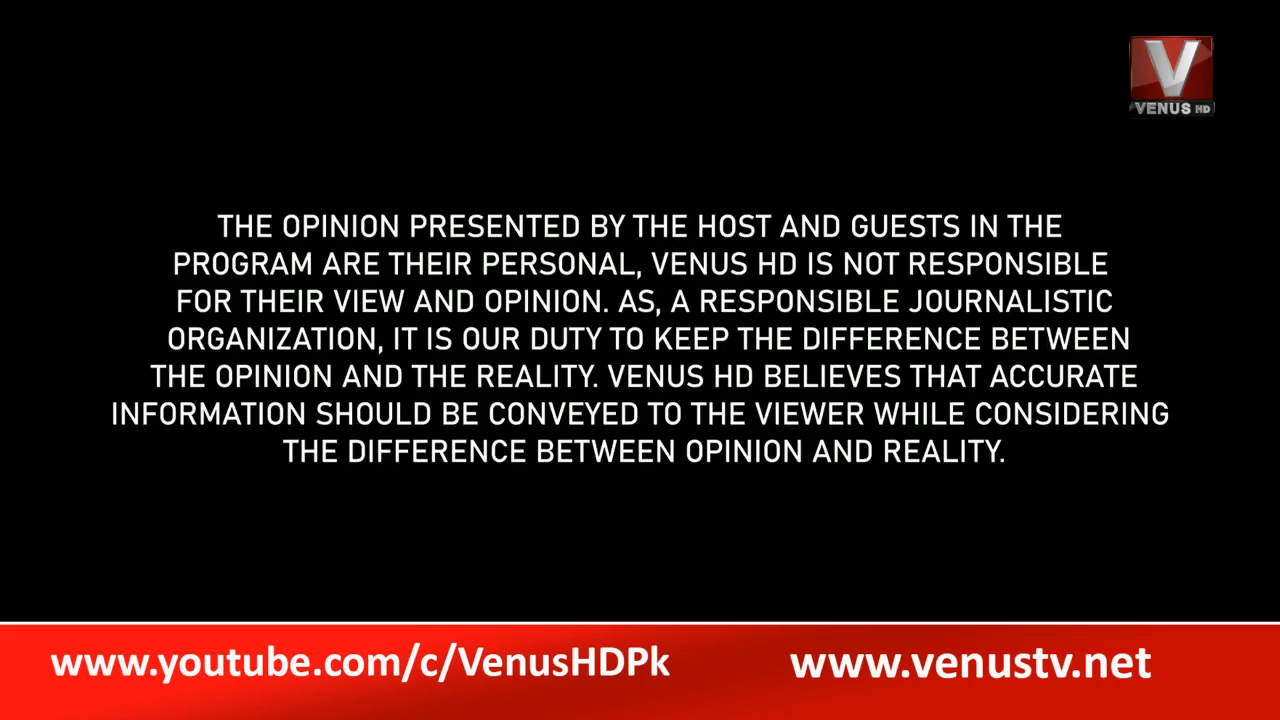 V
VENUS HD
THE OPINION PRESENTED BY THE HOST AND GUESTS IN THE
PROGRAM ARE THEIR PERSONAL, VENUS HD IS NOT RESPONSIBLE
FOR THEIR VIEW AND OPINION. AS, A RESPONSIBLE JOURNALISTIC
ORGANIZATION, IT IS OUR DUTY TO KEEP THE DIFFERENCE BETWEEN
THE OPINION AND THE REALITY. VENUS HD BELIEVES THAT ACCURATE
INFORMATION SHOULD BE CONVEYED TO THE VIEWER WHILE CONSIDERING
THE DIFFERENCE BETWEEN OPINION AND REALITY.
www.youtube.com/c/VenusHDPk www.venustv.net